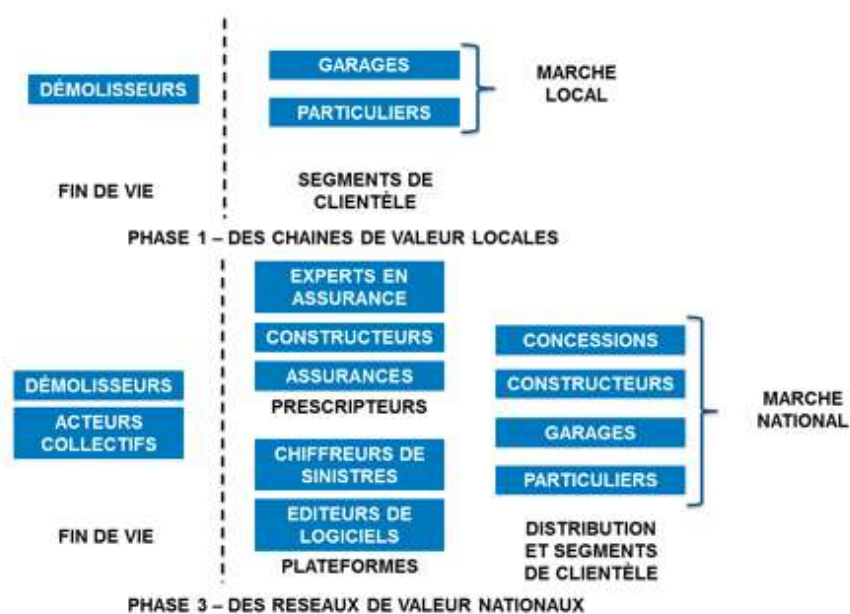 DÉMOLISSEURS
FIN DE VIE
GARAGES
PARTICULIERS
SEGMENTS DE
CLIENTÈLE
MARCHE
LOCAL
PHASE 1 – DES CHAINES DE VALEUR LOCALES
DÉMOLISSEURS
ACTEURS
COLLECTIFS
FIN DE VIE
EXPERTS EN
ASSURANCE
CONSTRUCTEURS
ASSURANCES
PRESCRIPTEURS
CHIFFREURS DE
SINISTRES
EDITEURS DE
LOGICIELS
PLATEFORMES
CONCESSIONS
CONSTRUCTEURS
GARAGES
PARTICULIERS
DISTRIBUTION
ET SEGMENTS
DE CLIENTÈLE
MARCHE
NATIONAL
PHASE 3 – DES RESEAUX DE VALEUR NATIONAUX